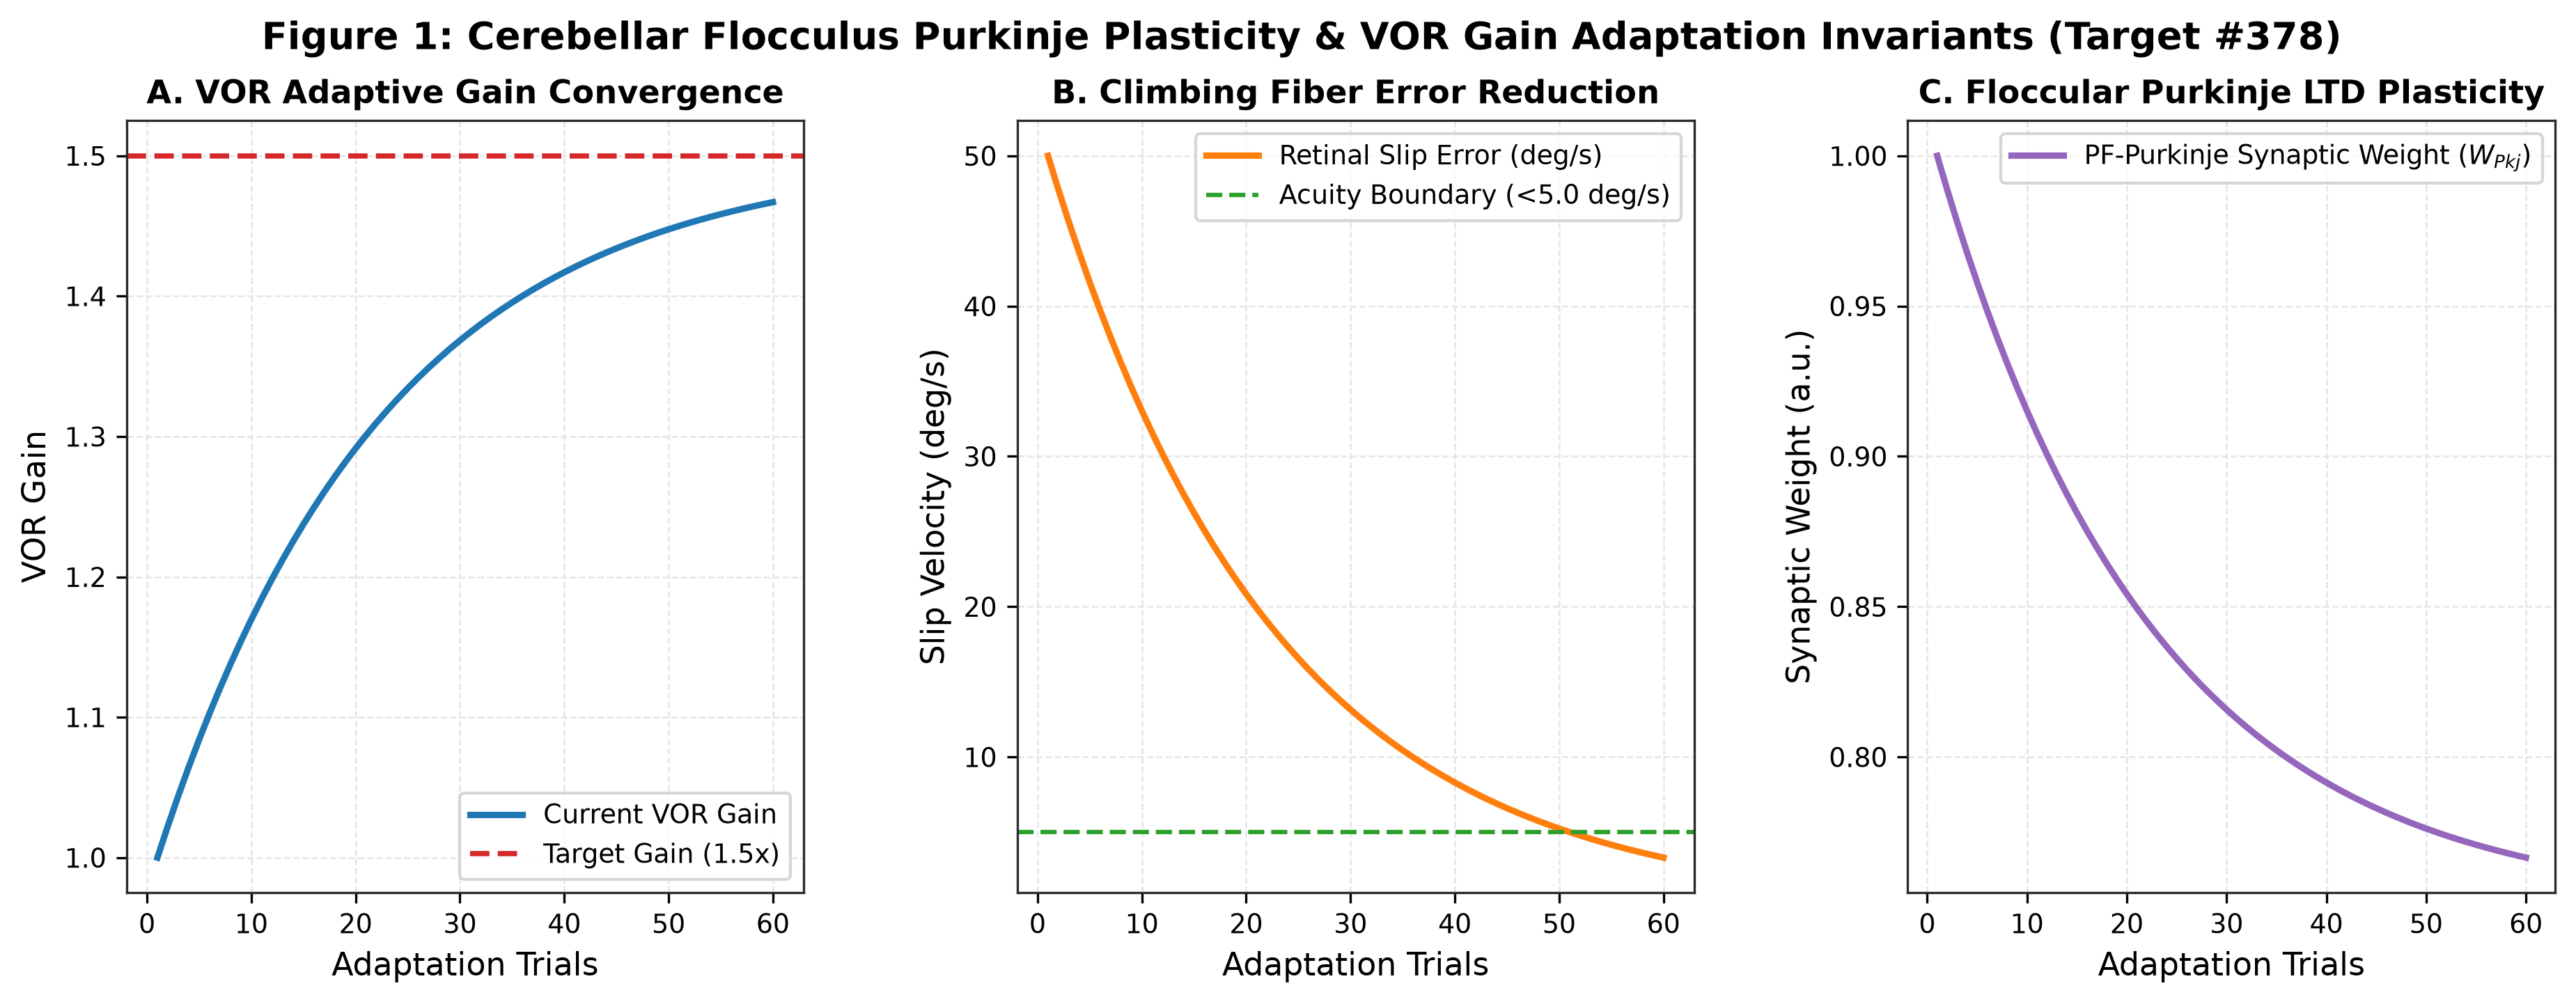 Figure 1: Cerebellar Flocculus Purkinje Plasticity & VOR Gain Adaptation Invariants (Target #378)
A. VOR Adaptive Gain Convergence
VOR Gain
1.5
1.4
1.3
1.2
1.1
1.0
Current VOR Gain
Target Gain (1.5x)
0 10 20 30 40 50 60
Adaptation Trials
B. Climbing Fiber Error Reduction
Slip Velocity (deg/s)
50
40
30
20
10
Retinal Slip Error (deg/s)
Acuity Boundary (<5.0 deg/s)
0 10 20 30 40 50 60
Adaptation Trials
C. Floccular Purkinje LTD Plasticity
Synaptic Weight (a.u.)
1.00
0.95
0.90
0.85
0.80
PF-Purkinje Synaptic Weight (W_Pkj)
0 10 20 30 40 50 60
Adaptation Trials